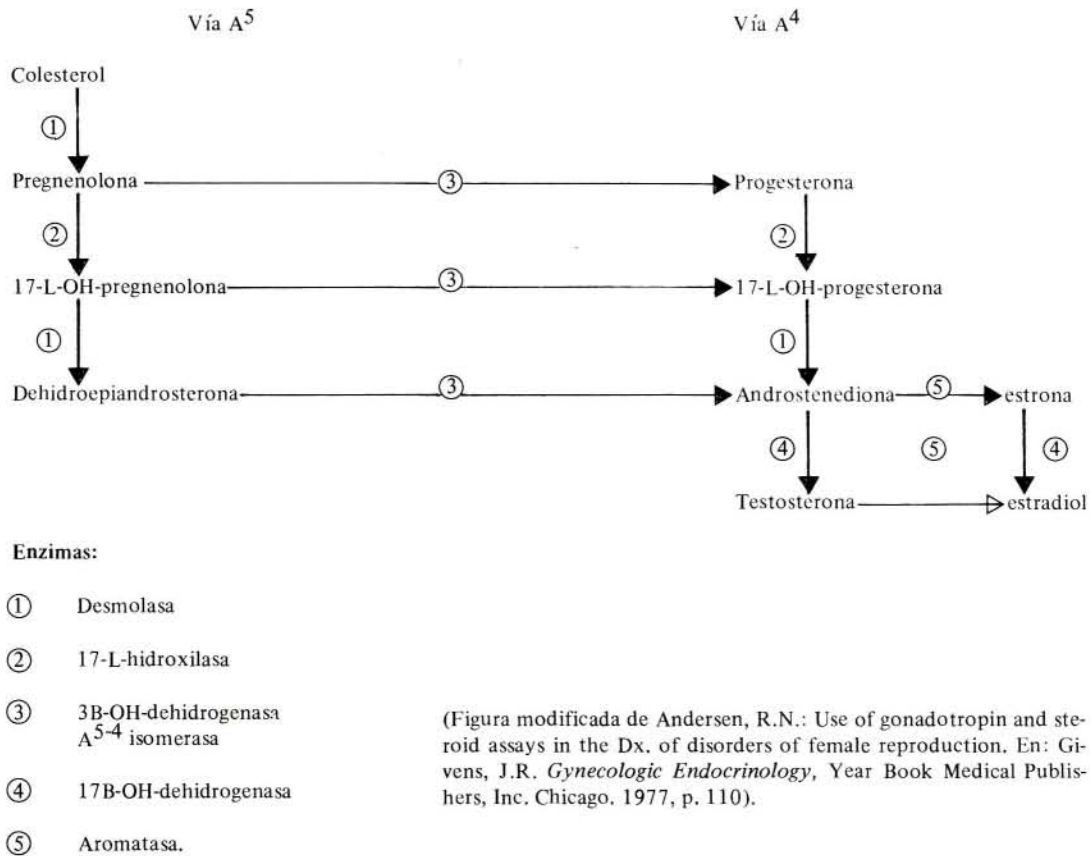 Vía A⁵ Vía A⁴
Colesterol
①
Pregnenolona ③ Progesterona
② ②
17-L-OH-pregnenolona ③ 17-L-OH-progesterona
① ①
Dehidroepiandrosterona ③ Androstenediona ⑤ estrona
④ ⑤ ④
Testosterona estradiol
Enzimas:
① Desmolasa
② 17-L-hidroxilasa
③ 3B-OH-dehidrogenasa
A⁵⁻⁴ isomerasa
④ 17B-OH-dehidrogenasa
⑤ Aromatasa.
(Figura modificada de Andersen, R.N.: Use of gonadotropin and ste-
roid assays in the Dx. of disorders of female reproduction. En: Gi-
vens, J.R. Gynecologic Endocrinology, Year Book Medical Publis-
hers, Inc. Chicago. 1977, p. 110).